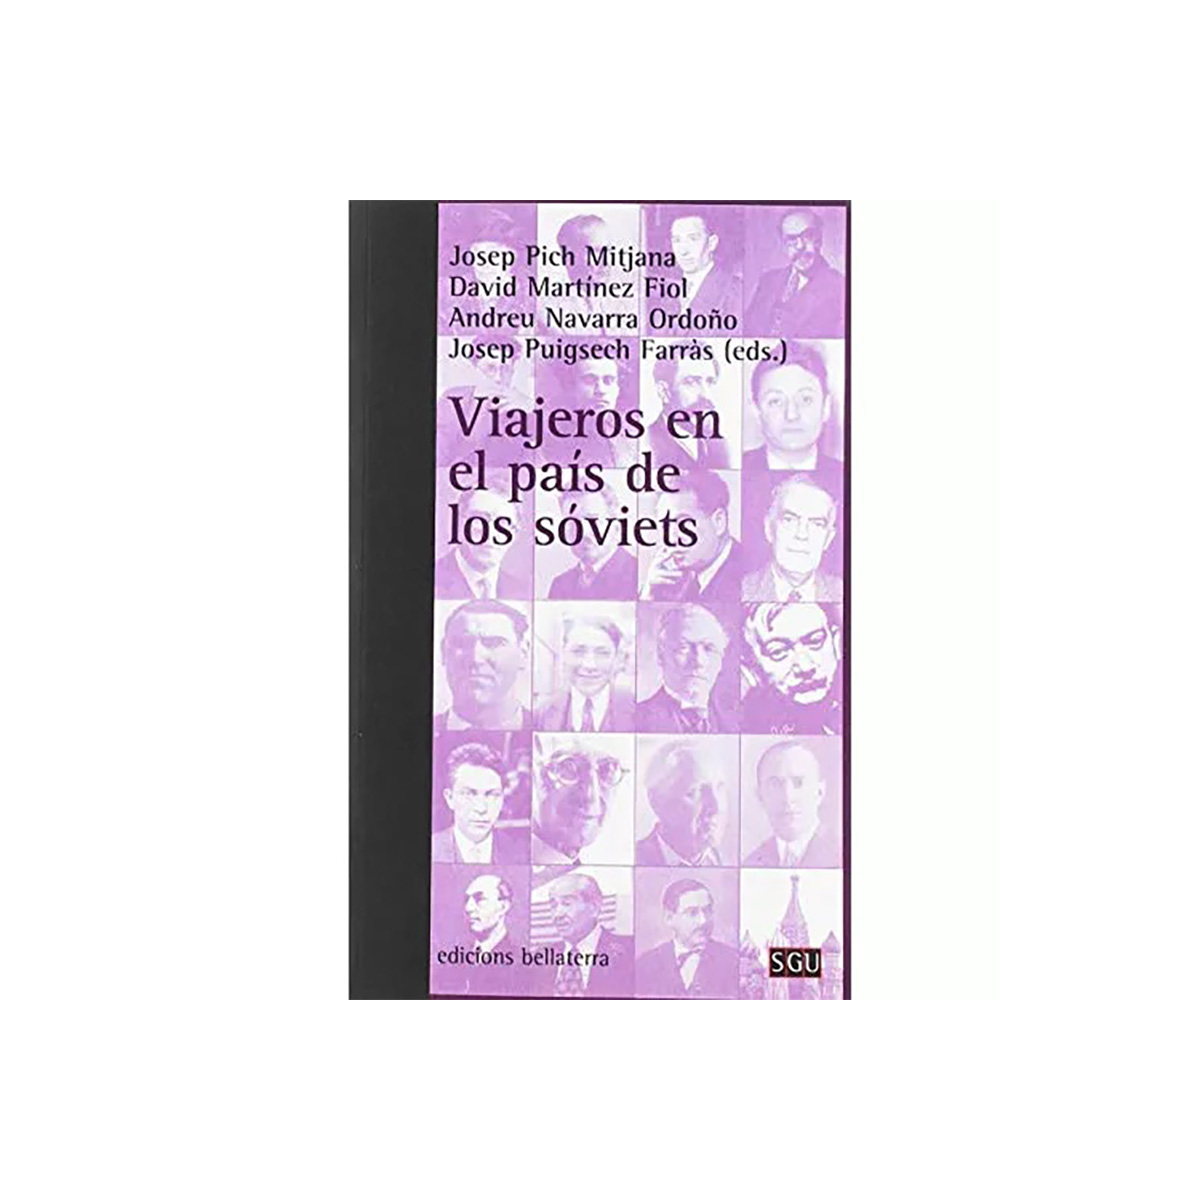 Josep Pich Mitjana
David Martínez Fiol
Andreu Navarra Ordoño
Josep Puigsech Farràs (eds.)
Viajeros en
el país de
los sóviets
edicions bellaterra
SGU